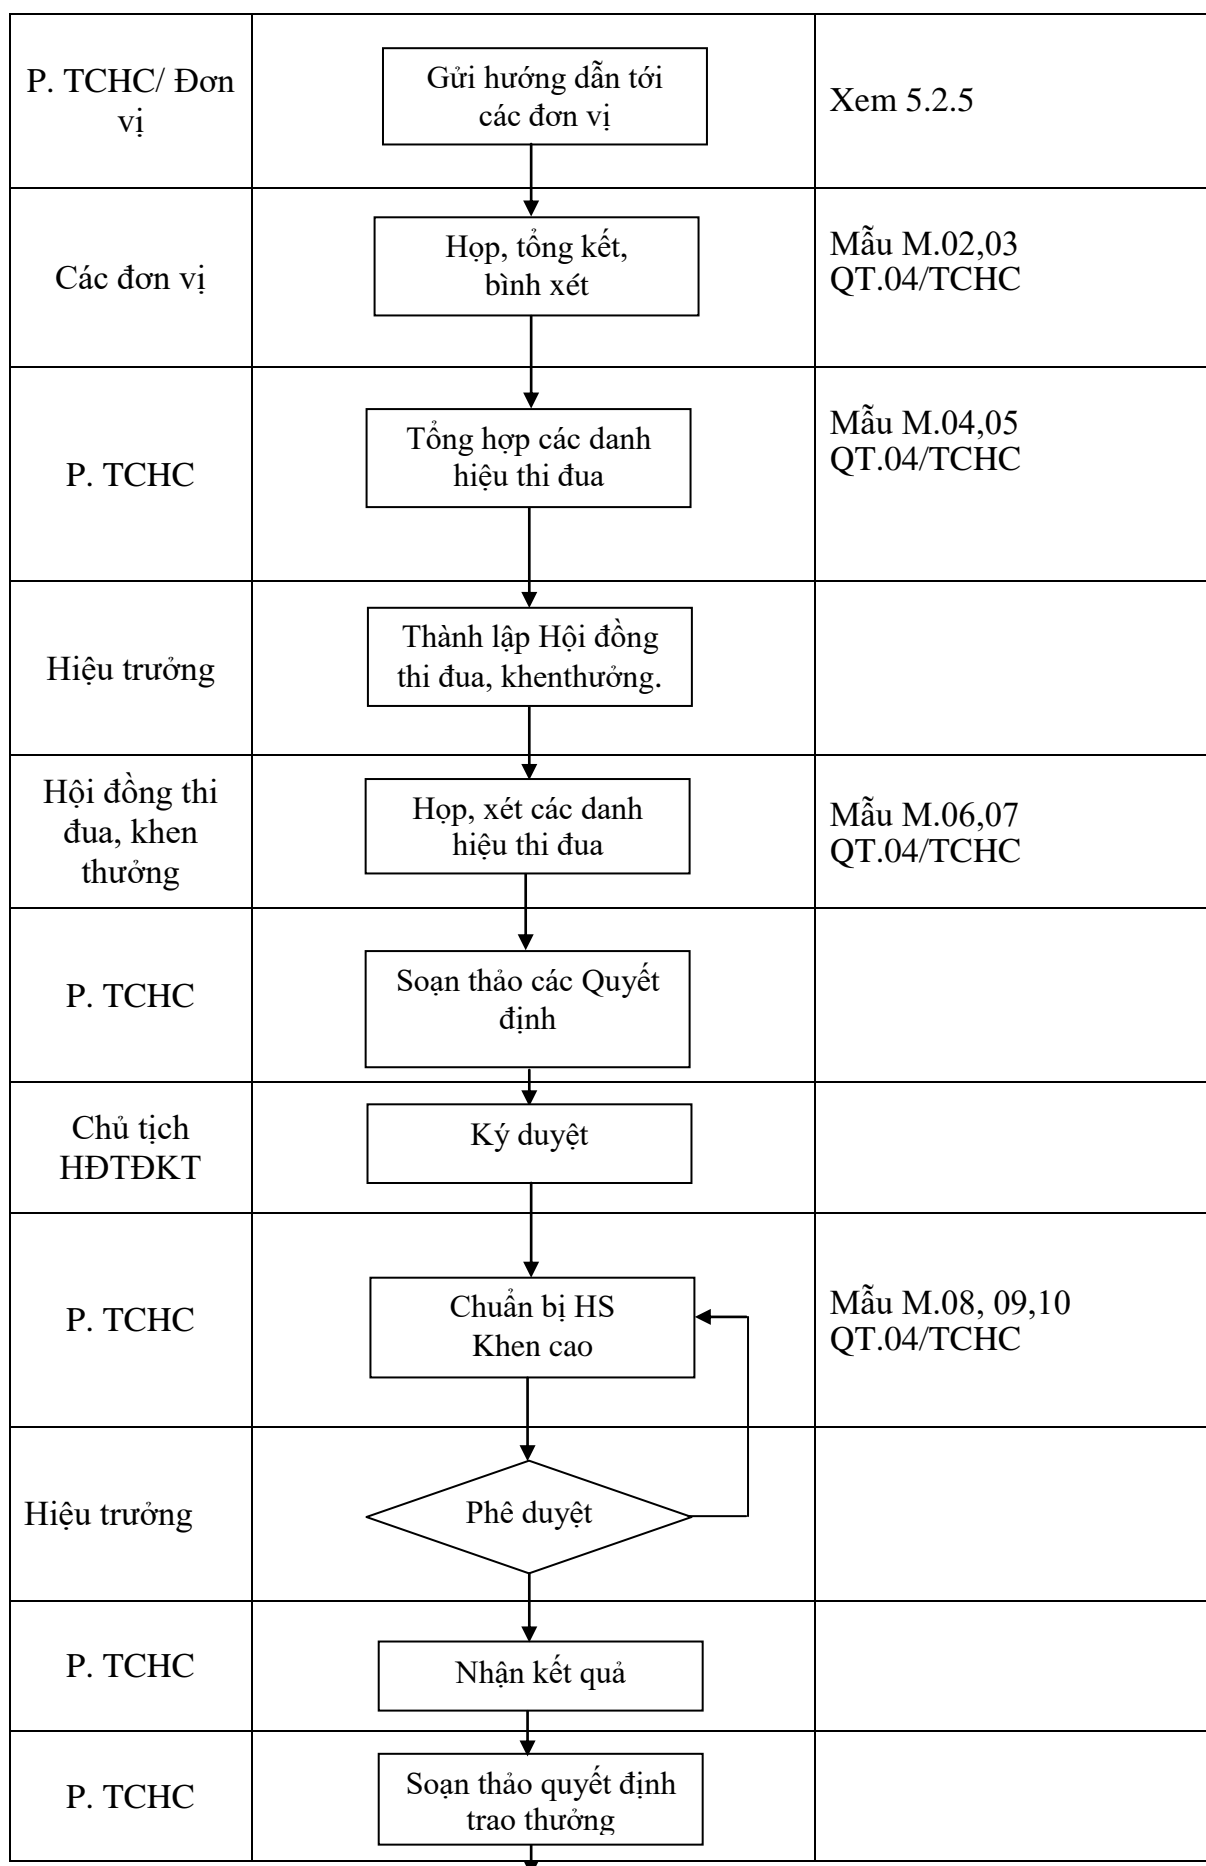 P. TCHC/ Đơn
vị
Gửi hướng dẫn tới
các đơn vị
Xem 5.2.5
Các đơn vị
Họp, tổng kết,
bình xét
Mẫu M.02,03
QT.04/TCHC
P. TCHC
Tổng hợp các danh
hiệu thi đua
Mẫu M.04,05
QT.04/TCHC
Hiệu trưởng
Thành lập Hội đồng
thi đua, khenthưởng.
Hội đồng thi
đua, khen
thưởng
Họp, xét các danh
hiệu thi đua
Mẫu M.06,07
QT.04/TCHC
P. TCHC
Soạn thảo các Quyết
định
Chủ tịch
HĐTĐKT
Ký duyệt
P. TCHC
Chuẩn bị HS
Khen cao
Mẫu M.08, 09,10
QT.04/TCHC
Hiệu trưởng
Phê duyệt
P. TCHC
Nhận kết quả
P. TCHC
Soạn thảo quyết định
trao thưởng